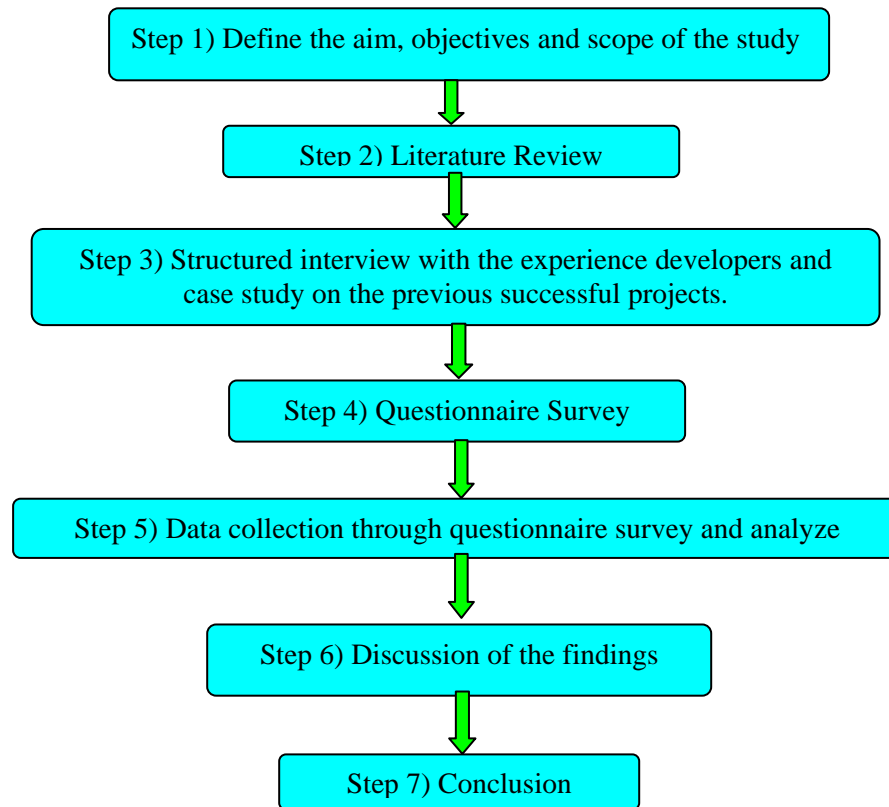 Step 1) Define the aim, objectives and scope of the study
Step 2) Literature Review
Step 3) Structured interview with the experience developers and
case study on the previous successful projects.
Step 4) Questionnaire Survey
Step 5) Data collection through questionnaire survey and analyze
Step 6) Discussion of the findings
Step 7) Conclusion